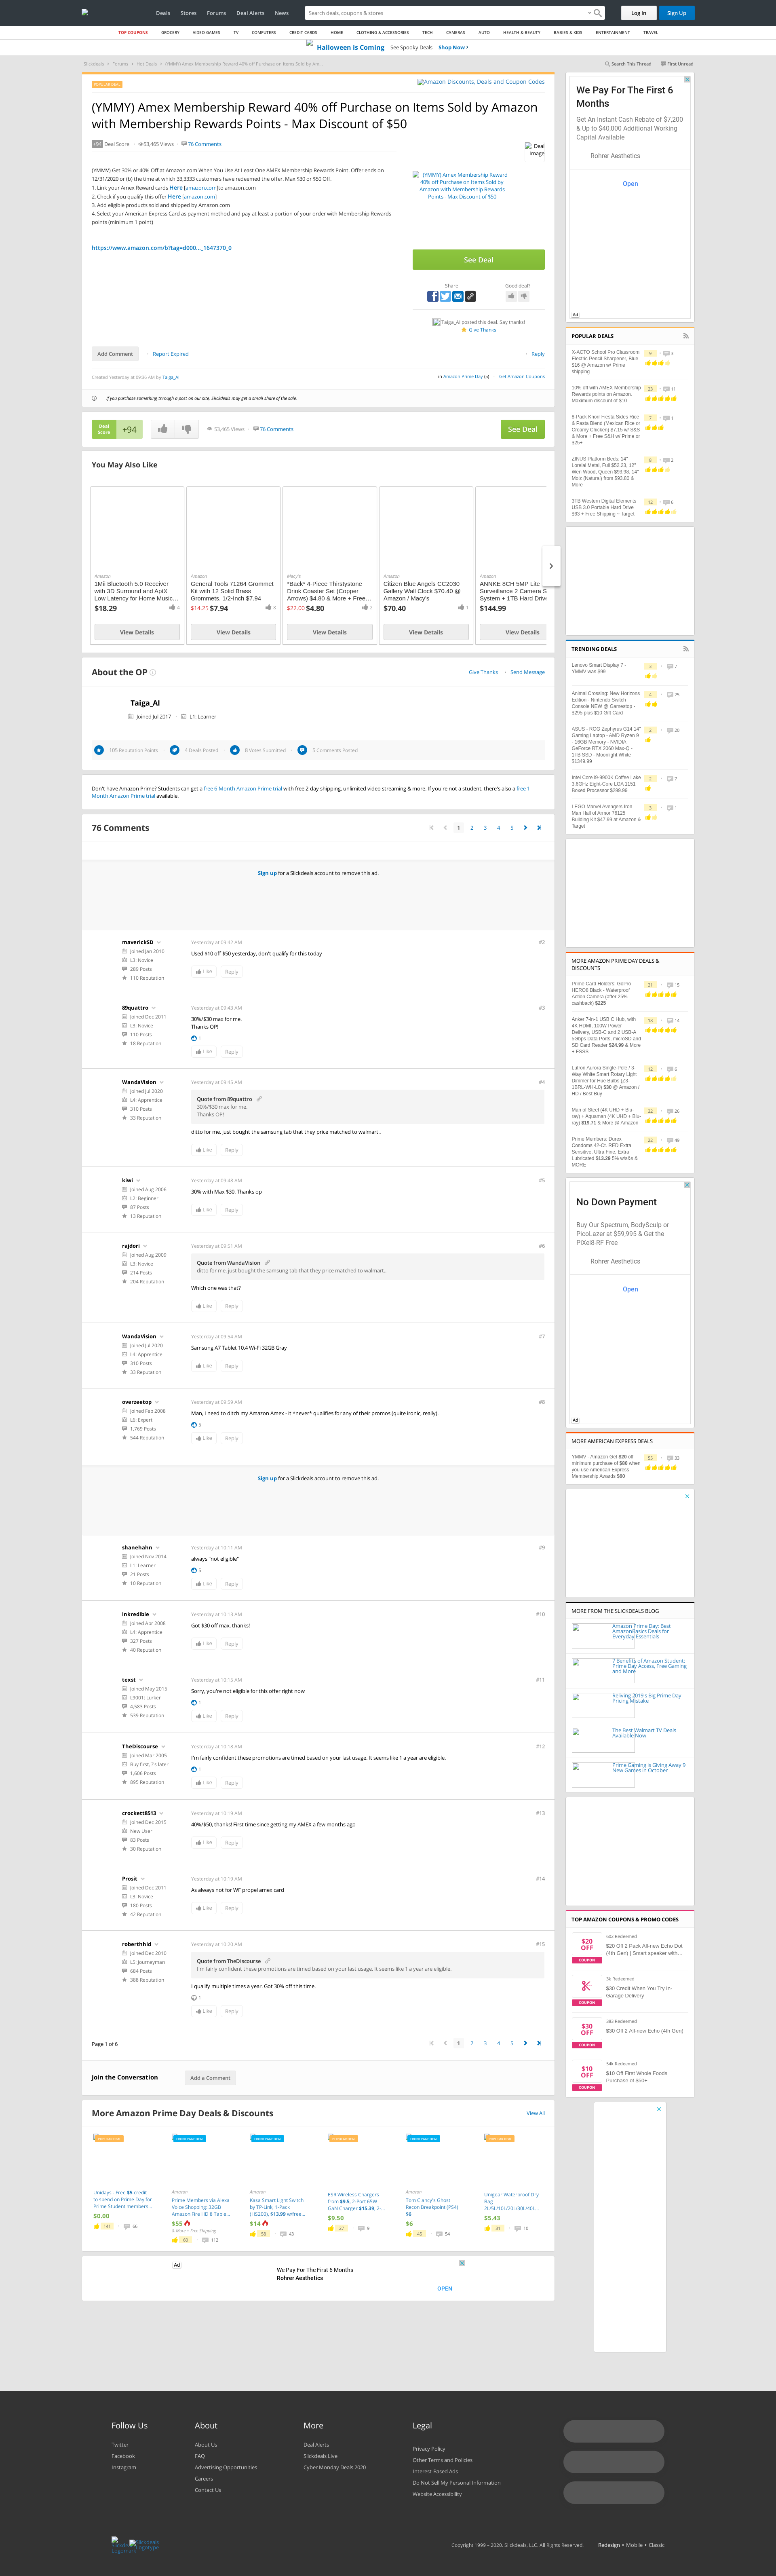 Deals Stores Forums Deal Alerts News
Search deals, coupons & stores
Log In Sign Up
TOP COUPONS GROCERY VIDEO GAMES TV COMPUTERS CREDIT CARDS HOME CLOTHING & ACCESSORIES TECH CAMERAS AUTO HEALTH & BEAUTY BABIES & KIDS ENTERTAINMENT TRAVEL
Halloween is Coming See Spooky Deals Shop Now ›
Slickdeals › Forums › Hot Deals › (YMMY) Amex Membership Reward 40% off Purchase on Items Sold by Am...
Search This Thread First Unread
POPULAR DEAL
Amazon Discounts, Deals and Coupon Codes
(YMMY) Amex Membership Reward 40% off Purchase on Items Sold by Amazon
with Membership Rewards Points - Max Discount of $50
+94 Deal Score 53,465 Views 76 Comments
(YMMY) Get 30% or 40% Off at Amazon.com When You Use At Least One AMEX Membership Reward Point. Offer ends on
12/31/2020 or (b) the time at which 33,3333 customers have redeemed the offer. Max $30 or $50 Off.
1. Link your Amex Reward cards Here [amazon.com]to amazon.com
2. Check if you qualify this offer Here [amazon.com]
3. Add eligible products sold and shipped by Amazon.com
4. Select your American Express Card as payment method and pay at least a portion of your order with Membership Rewards
points (minimum 1 point)
https://www.amazon.com/b?tag=d000..._1647370_0
Deal
Image
(YMMY) Amex Membership Reward
40% off Purchase on Items Sold by
Amazon with Membership Rewards
Points - Max Discount of $50
See Deal
Share Good deal?
Taiga_AI posted this deal. Say thanks!
Give Thanks
Add Comment Report Expired Reply
Created Yesterday at 09:36 AM by Taiga_AI
in Amazon Prime Day (5) Get Amazon Coupons
If you purchase something through a post on our site, Slickdeals may get a small share of the sale.
Deal
Score
+94
53,465 Views 76 Comments
See Deal
You May Also Like
Amazon
1Mii Bluetooth 5.0 Receiver
with 3D Surround and AptX
Low Latency for Home Music...
$18.29 4
View Details
Amazon
General Tools 71264 Grommet
Kit with 12 Solid Brass
Grommets, 1/2-Inch $7.94
$14.25 $7.94 6
View Details
Macy's
*Back* 4-Piece Thirstystone
Drink Coaster Set (Copper
Arrows) $4.80 & More + Free...
$22.00 $4.80 2
View Details
Amazon
Citizen Blue Angels CC2030
Gallery Wall Clock $70.40 @
Amazon / Macy's
$70.40 1
View Details
Amazon
ANNKE 8CH 5MP Lite
Surveillance 2 Camera S
System + 1TB Hard Drive
$144.99
View Details
About the OP
Give Thanks Send Message
Taiga_AI
Joined Jul 2017 L1: Learner
105 Reputation Points 4 Deals Posted 8 Votes Submitted 5 Comments Posted
Don't have Amazon Prime? Students can get a free 6-Month Amazon Prime trial with free 2-day shipping, unlimited video streaming & more. If you're not a student, there's also a free 1-
Month Amazon Prime trial available.
76 Comments
1 2 3 4 5
Sign up for a Slickdeals account to remove this ad.
maverickSD
Joined Jan 2010
L3: Novice
289 Posts
110 Reputation
Yesterday at 09:42 AM #2
Used $10 off $50 yesterday, don't qualify for this today
Like Reply
89quattro
Joined Dec 2011
L3: Novice
110 Posts
18 Reputation
Yesterday at 09:43 AM #3
30%/$30 max for me.
Thanks OP!
1
Like Reply
WandaVision
Joined Jul 2020
L4: Apprentice
310 Posts
33 Reputation
Yesterday at 09:45 AM #4
Quote from 89quattro
30%/$30 max for me.
Thanks OP!
ditto for me. just bought the samsung tab that they price matched to walmart..
Like Reply
kiwi
Joined Aug 2006
L2: Beginner
87 Posts
13 Reputation
Yesterday at 09:48 AM #5
30% with Max $30. Thanks op
Like Reply
rajdori
Joined Aug 2009
L3: Novice
214 Posts
204 Reputation
Yesterday at 09:51 AM #6
Quote from WandaVision
ditto for me. just bought the samsung tab that they price matched to walmart..
Which one was that?
Like Reply
WandaVision
Joined Jul 2020
L4: Apprentice
310 Posts
33 Reputation
Yesterday at 09:54 AM #7
Samsung A7 Tablet 10.4 Wi-Fi 32GB Gray
Like Reply
overzeetop
Joined Feb 2008
L6: Expert
1,769 Posts
544 Reputation
Yesterday at 09:59 AM #8
Man, I need to ditch my Amazon Amex - it *never* qualifies for any of their promos (quite ironic, really).
5
Like Reply
Sign up for a Slickdeals account to remove this ad.
shanehahn
Joined Nov 2014
L1: Learner
21 Posts
10 Reputation
Yesterday at 10:11 AM #9
always "not eligible"
5
Like Reply
inkredible
Joined Apr 2008
L4: Apprentice
327 Posts
40 Reputation
Yesterday at 10:13 AM #10
Got $30 off max, thanks!
Like Reply
texst
Joined May 2015
L9001: Lurker
4,583 Posts
539 Reputation
Yesterday at 10:15 AM #11
Sorry, you're not eligible for this offer right now
1
Like Reply
TheDiscourse
Joined Mar 2005
Buy first, ?'s later
1,606 Posts
895 Reputation
Yesterday at 10:18 AM #12
I'm fairly confident these promotions are timed based on your last usage. It seems like 1 a year are eligible.
1
Like Reply
crockett8513
Joined Dec 2015
New User
83 Posts
30 Reputation
Yesterday at 10:19 AM #13
40%/$50, thanks! First time since getting my AMEX a few months ago
Like Reply
Prosit
Joined Dec 2011
L3: Novice
180 Posts
42 Reputation
Yesterday at 10:19 AM #14
As always not for WF propel amex card
Like Reply
roberthhid
Joined Dec 2010
L5: Journeyman
684 Posts
388 Reputation
Yesterday at 10:20 AM #15
Quote from TheDiscourse
I'm fairly confident these promotions are timed based on your last usage. It seems like 1 a year are eligible.
I qualify multiple times a year. Got 30% off this time.
1
Like Reply
Page 1 of 6
1 2 3 4 5
Join the Conversation Add a Comment
More Amazon Prime Day Deals & Discounts View All
POPULAR DEAL
Unidays - Free $5 credit
to spend on Prime Day for
Prime Student members...
$0.00
141 66
FRONTPAGE DEAL
Amazon
Prime Members via Alexa
Voice Shopping: 32GB
Amazon Fire HD 8 Table...
$55
& More + Free Shipping
60 112
FRONTPAGE DEAL
Amazon
Kasa Smart Light Switch
by TP-Link, 1-Pack
(HS200), $13.99 w/free...
$14
58 43
POPULAR DEAL
ESR Wireless Chargers
from $9.5, 2-Port 65W
GaN Charger $15.39, 2-...
$9.50
27 9
FRONTPAGE DEAL
Amazon
Tom Clancy's Ghost
Recon Breakpoint (PS4)
$6
$6
45 54
POPULAR DEAL
Unigear Waterproof Dry
Bag
2L/5L/10L/20L/30L/40L...
$5.43
31 10
Ad
We Pay For The First 6 Months
Rohrer Aesthetics
OPEN
We Pay For The First 6
Months
Get An Instant Cash Rebate of $7,200
& Up to $40,000 Additional Working
Capital Available
Rohrer Aesthetics
Open
Ad
POPULAR DEALS
X-ACTO School Pro Classroom
Electric Pencil Sharpener, Blue
$16 @ Amazon w/ Prime
shipping
9 3
10% off with AMEX Membership
Rewards points on Amazon.
Maximum discount of $10
23 11
8-Pack Knorr Fiesta Sides Rice
& Pasta Blend (Mexican Rice or
Creamy Chicken) $7.15 w/ S&S
& More + Free S&H w/ Prime or
$25+
7 1
ZINUS Platform Beds: 14"
Lorelai Metal, Full $52.23, 12"
Wen Wood, Queen $93.98, 14"
Moiz (Natural) from $93.80 &
More
8 2
3TB Western Digital Elements
USB 3.0 Portable Hard Drive
$63 + Free Shipping ~ Target
12 6
TRENDING DEALS
Lenovo Smart Display 7 -
YMMV was $99
3 7
Animal Crossing: New Horizons
Edition - Nintendo Switch
Console NEW @ Gamestop -
$295 plus $10 Gift Card
4 25
ASUS - ROG Zephyrus G14 14"
Gaming Laptop - AMD Ryzen 9
- 16GB Memory - NVIDIA
GeForce RTX 2060 Max-Q -
1TB SSD - Moonlight White
$1349.99
2 20
Intel Core i9-9900K Coffee Lake
3.6GHz Eight-Core LGA 1151
Boxed Processor $299.99
2 7
LEGO Marvel Avengers Iron
Man Hall of Armor 76125
Building Kit $47.99 at Amazon &
Target
3 1
MORE AMAZON PRIME DAY DEALS &
DISCOUNTS
Prime Card Holders: GoPro
HERO8 Black - Waterproof
Action Camera (after 25%
cashback) $225
21 15
Anker 7-in-1 USB C Hub, with
4K HDMI, 100W Power
Delivery, USB-C and 2 USB-A
5Gbps Data Ports, microSD and
SD Card Reader $24.99 & More
+ FSSS
18 14
Lutron Aurora Single-Pole / 3-
Way White Smart Rotary Light
Dimmer for Hue Bulbs (Z3-
1BRL-WH-L0) $30 @ Amazon /
HD / Best Buy
12 6
Man of Steel (4K UHD + Blu-
ray) + Aquaman (4K UHD + Blu-
ray) $19.71 & More @ Amazon
32 26
Prime Members: Durex
Condoms 42-Ct. RED Extra
Sensitive, Ultra Fine, Extra
Lubricated $13.29 5% w/s&s &
MORE
22 44
No Down Payment
Buy Our Spectrum, BodySculp or
PicoLazer at $59,995 & Get the
PiXel8-RF Free
Rohrer Aesthetics
Open
Ad
MORE AMERICAN EXPRESS DEALS
YMMV - Amazon Get $20 off
minimum purchase of $80 when
you use American Express
Membership Awards $60
55 33
MORE FROM THE SLICKDEALS BLOG
Amazon Prime Day: Best
AmazonBasics Deals for
Everyday Essentials
7 Benefits of Amazon Student:
Prime Day Access, Free Gaming
and More
Reliving 2019's Big Prime Day
Pricing Mistake
The Best Walmart TV Deals
Available Now
Prime Gaming is Giving Away 9
New Games in October
TOP AMAZON COUPONS & PROMO CODES
$20
OFF
COUPON
602 Redeemed
$20 Off 2 Pack All-new Echo Dot
(4th Gen) | Smart speaker with...
COUPON
3k Redeemed
$30 Credit When You Try In-
Garage Delivery
$30
OFF
COUPON
383 Redeemed
$30 Off 2 All-new Echo (4th Gen)
$10
OFF
COUPON
54k Redeemed
$10 Off First Whole Foods
Purchase of $50+
Follow Us
Twitter
Facebook
Instagram
About
About Us
FAQ
Advertising Opportunities
Careers
Contact Us
More
Deal Alerts
Slickdeals Live
Cyber Monday Deals 2020
Legal
Privacy Policy
Other Terms and Policies
Interest-Based Ads
Do Not Sell My Personal Information
Website Accessibility
Slickdeals
Logotype
Copyright 1999 - 2020. Slickdeals, LLC. All Rights Reserved. Redesign • Mobile • Classic